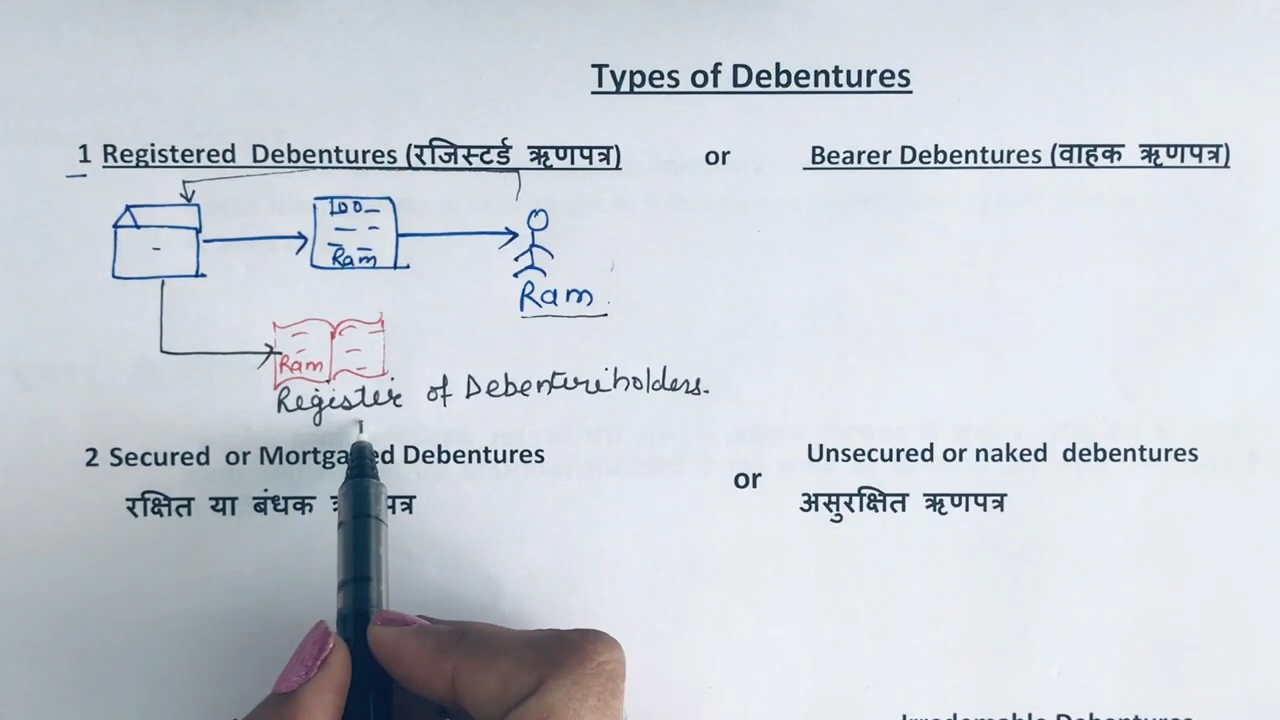 Types of Debentures
1 Registered Debentures (रजिस्टर्ड ऋणपत्र) or Bearer Debentures (वाहक ऋणपत्र)
100
Ram
Ram
Ram
Register of Debentureholders.
2 Secured or Mortgaged Debentures or Unsecured or naked debentures
रक्षित या बंधक असुरक्षित ऋणपत्र